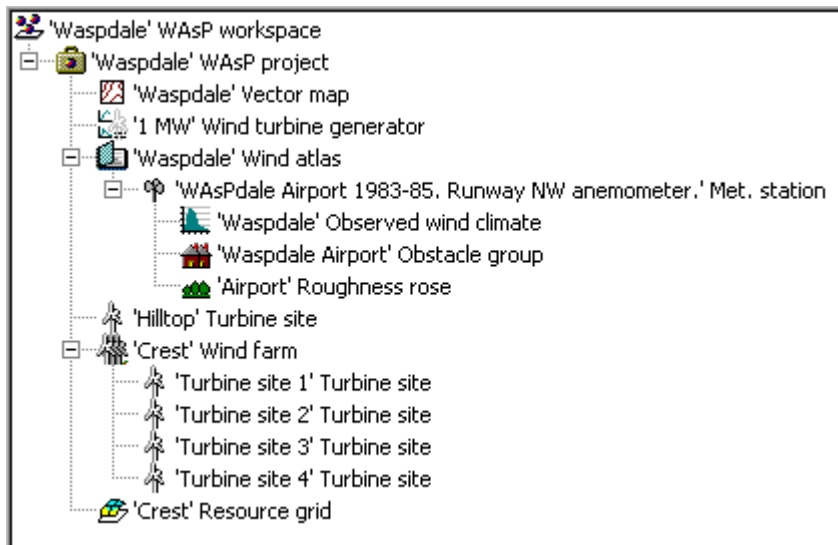 'Waspdale' WAsP workspace
'Waspdale' WAsP project
'Waspdale' Vector map
'1 MW' Wind turbine generator
'Waspdale' Wind atlas
'WAsPdale Airport 1983-85. Runway NW anemometer.' Met. station
'Waspdale' Observed wind climate
'Waspdale Airport' Obstacle group
'Airport' Roughness rose
'Hilltop' Turbine site
'Crest' Wind farm
'Turbine site 1' Turbine site
'Turbine site 2' Turbine site
'Turbine site 3' Turbine site
'Turbine site 4' Turbine site
'Crest' Resource grid